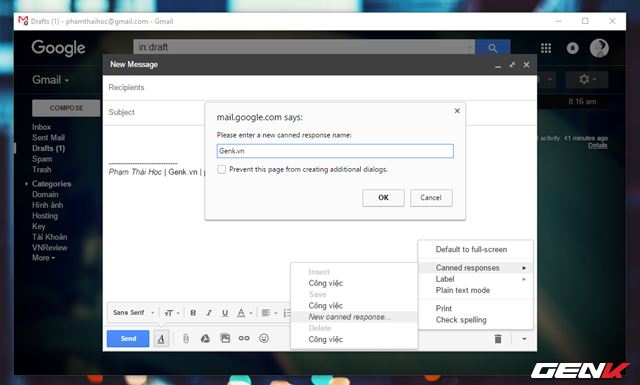 Drafts (1) - phamthaihoc@gmail.com - Gmail
Google
in:draft
Gmail
8:16 am
COMPOSE
Inbox
Sent Mail
Drafts (1)
Spam
Trash
Categories
Domain
Hình ảnh
Hosting
Key
Tài Khoản
VNReview
More
activity: 41 minutes ago
Details
New Message
Recipients
Subject
Phạm Thái Học | Genk.vn | p
mail.google.com says:
Please enter a new canned response name:
Genk.vn
Prevent this page from creating additional dialogs.
OK
Cancel
Default to full-screen
Canned responses
Label
Plain text mode
Print
Check spelling
Insert
Công việc
Save
Công việc
New canned response...
Delete
Công việc
Sans Serif
B I U A
Send
A
GENK